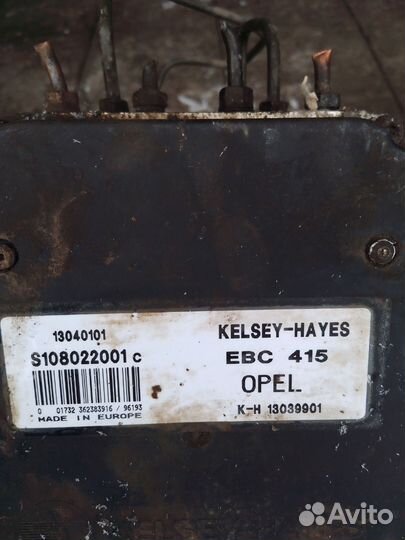 13040101
S108022001 C
0 01732 362383916 / 96193
MADE IN EUROPE
KELSEY-HAYES
EBC 415
OPEL
K-H 13039901
Avito